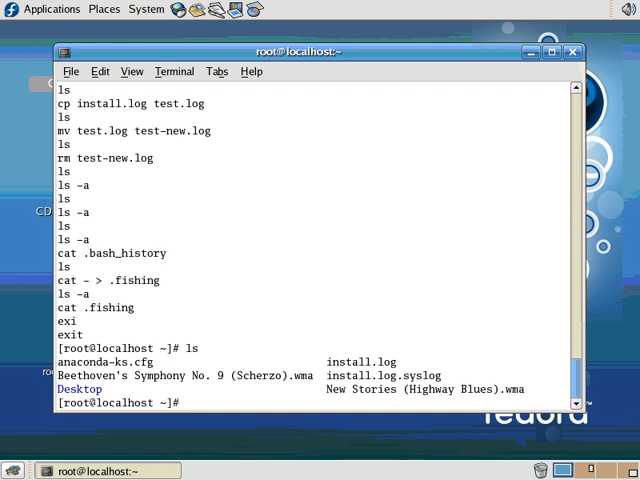 Applications Places System
root@localhost:~
File Edit View Terminal Tabs Help
ls
cp install.log test.log
ls
mv test.log test-new.log
ls
rm test-new.log
ls
ls -a
ls
ls -a
ls
ls -a
cat .bash_history
ls
cat - > .fishing
ls -a
cat .fishing
exi
exit
[root@localhost ~]# ls
anaconda-ks.cfg install.log
Beethoven's Symphony No. 9 (Scherzo).wma install.log.syslog
Desktop New Stories (Highway Blues).wma
[root@localhost ~]#
CD
fedora
root@localhost:~